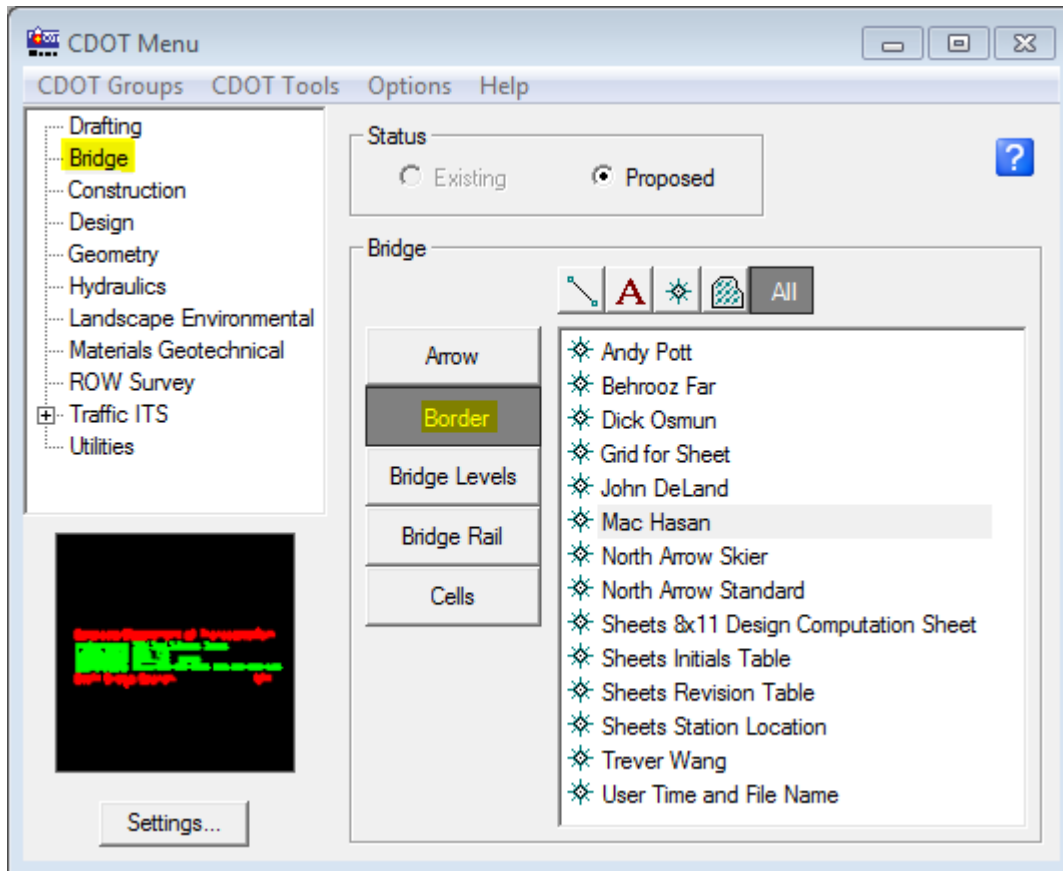 CDOT Menu
CDOT Groups CDOT Tools Options Help
Drafting
Bridge
Construction
Design
Geometry
Hydraulics
Landscape Environmental
Materials Geotechnical
ROW Survey
Traffic ITS
Utilities
Settings...
Status
Existing Proposed
?
Bridge
A All
Arrow
Border
Bridge Levels
Bridge Rail
Cells
Andy Pott
Behrooz Far
Dick Osmun
Grid for Sheet
John DeLand
Mac Hasan
North Arrow Skier
North Arrow Standard
Sheets 8x11 Design Computation Sheet
Sheets Initials Table
Sheets Revision Table
Sheets Station Location
Trever Wang
User Time and File Name